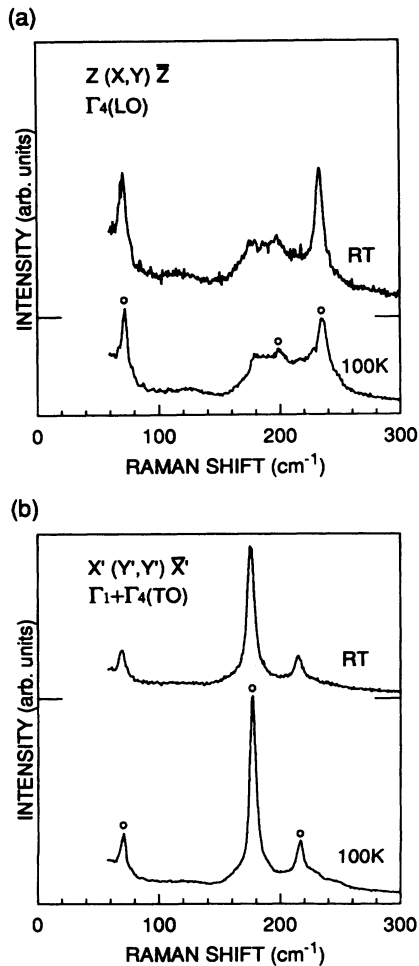 (a)
Z (X,Y) Z̅
Γ4(LO)
INTENSITY (arb. units)
RT
100K
0 100 200 300
RAMAN SHIFT (cm-1)
(b)
X' (Y',Y') X̅'
Γ1+Γ4(TO)
INTENSITY (arb. units)
RT
100K
0 100 200 300
RAMAN SHIFT (cm-1)